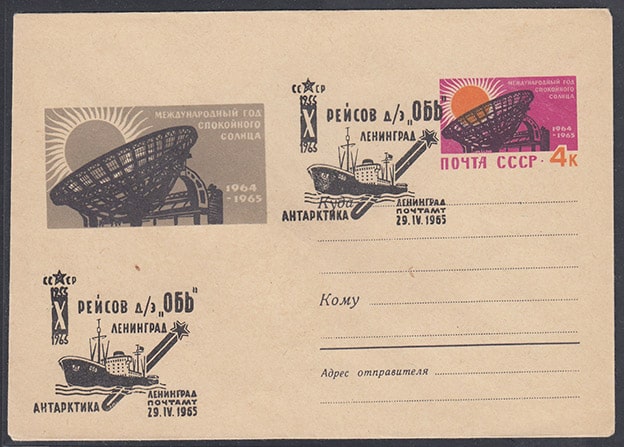 МЕЖДУНАРОДНЫЙ ГОД
СПОКОЙНОГО
СОЛНЦА
1964
-1965
СССР
1955
X
1965
РЕЙСОВ д/э „ОБЬ"
ЛЕНИНГРАД
АНТАРКТИКА
ЛЕНИНГРАД
ПОЧТАМТ
29.IV.1965
МЕЖДУНАРОДНЫЙ ГОД
СПОКОЙНОГО
СОЛНЦА
1964
-1965
ПОЧТА СССР·4к
Куда
Кому
Адрес отправителя
СССР
1955
X
1965
РЕЙСОВ д/э „ОБЬ"
ЛЕНИНГРАД
АНТАРКТИКА
ЛЕНИНГРАД
ПОЧТАМТ
29.IV.1965